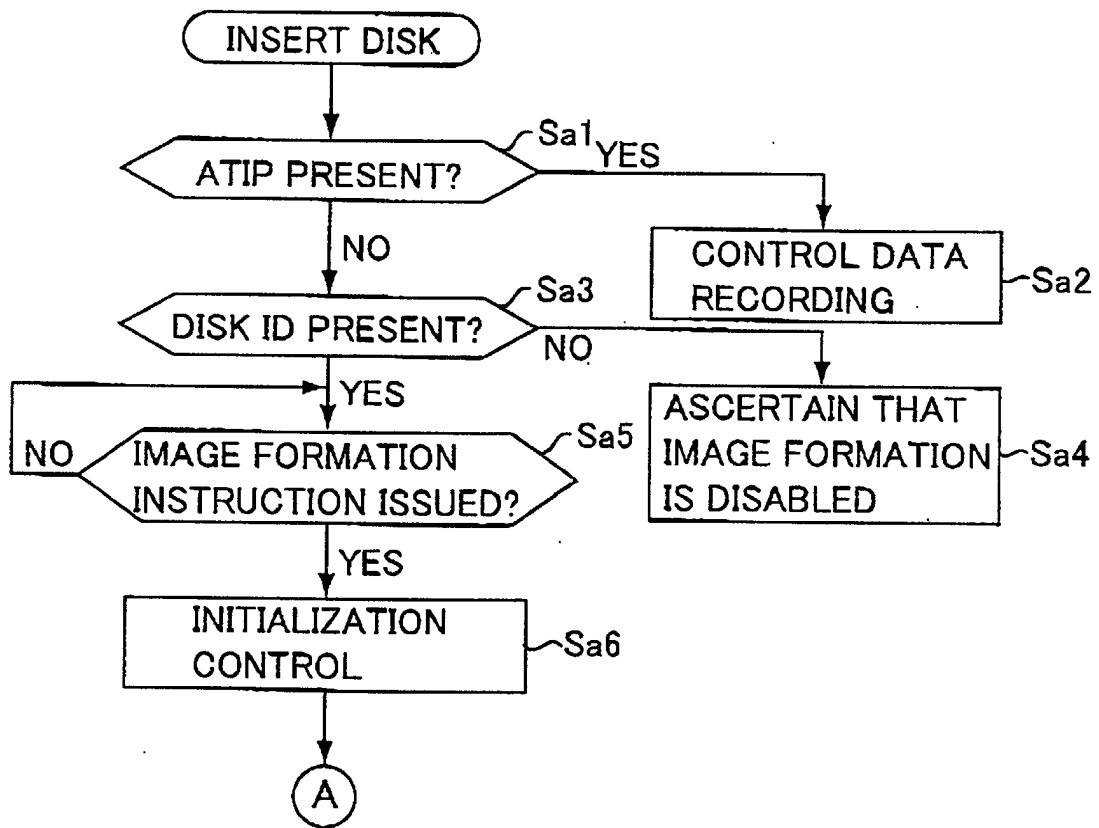 INSERT DISK
Sa1
YES
ATIP PRESENT?
NO
CONTROL DATA
RECORDING
Sa2
Sa3
DISK ID PRESENT?
NO
YES
ASCERTAIN THAT
IMAGE FORMATION
IS DISABLED
Sa4
Sa5
NO
IMAGE FORMATION
INSTRUCTION ISSUED?
YES
INITIALIZATION
CONTROL
Sa6
A